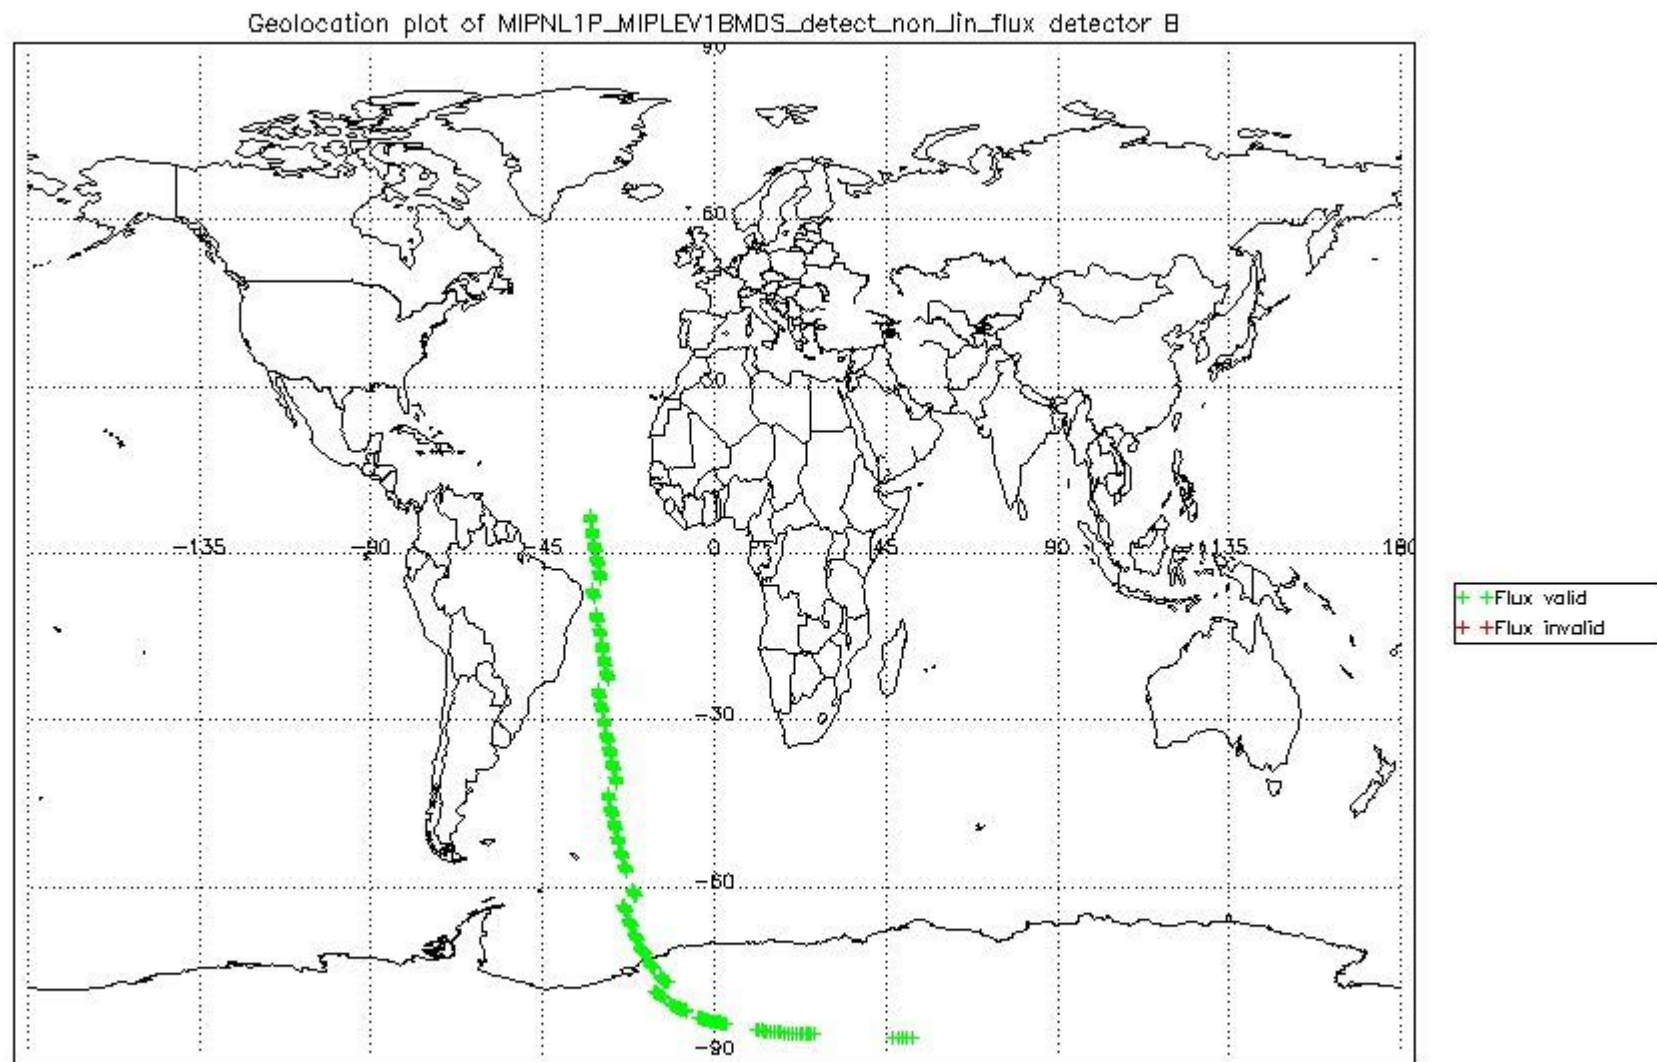 Geolocation plot of MIPNL1P_MIPLEV1BMDS_detect_non_lin_flux detector B
90
60
30
-135 -90 -45 0 45 90 135 180
-30
-60
-90
+ +Flux valid
+ +Flux invalid